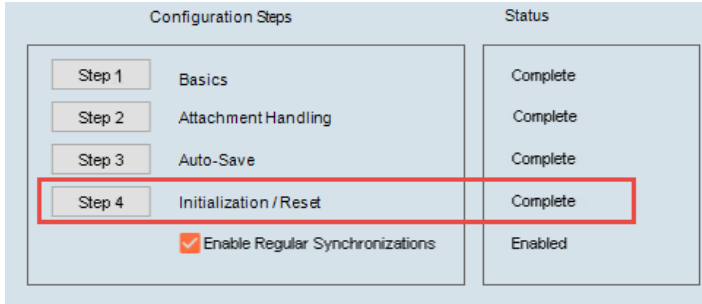 Configuration Steps Status
Step 1 Basics Complete
Step 2 Attachment Handling Complete
Step 3 Auto-Save Complete
Step 4 Initialization / Reset Complete
Enable Regular Synchronizations Enabled